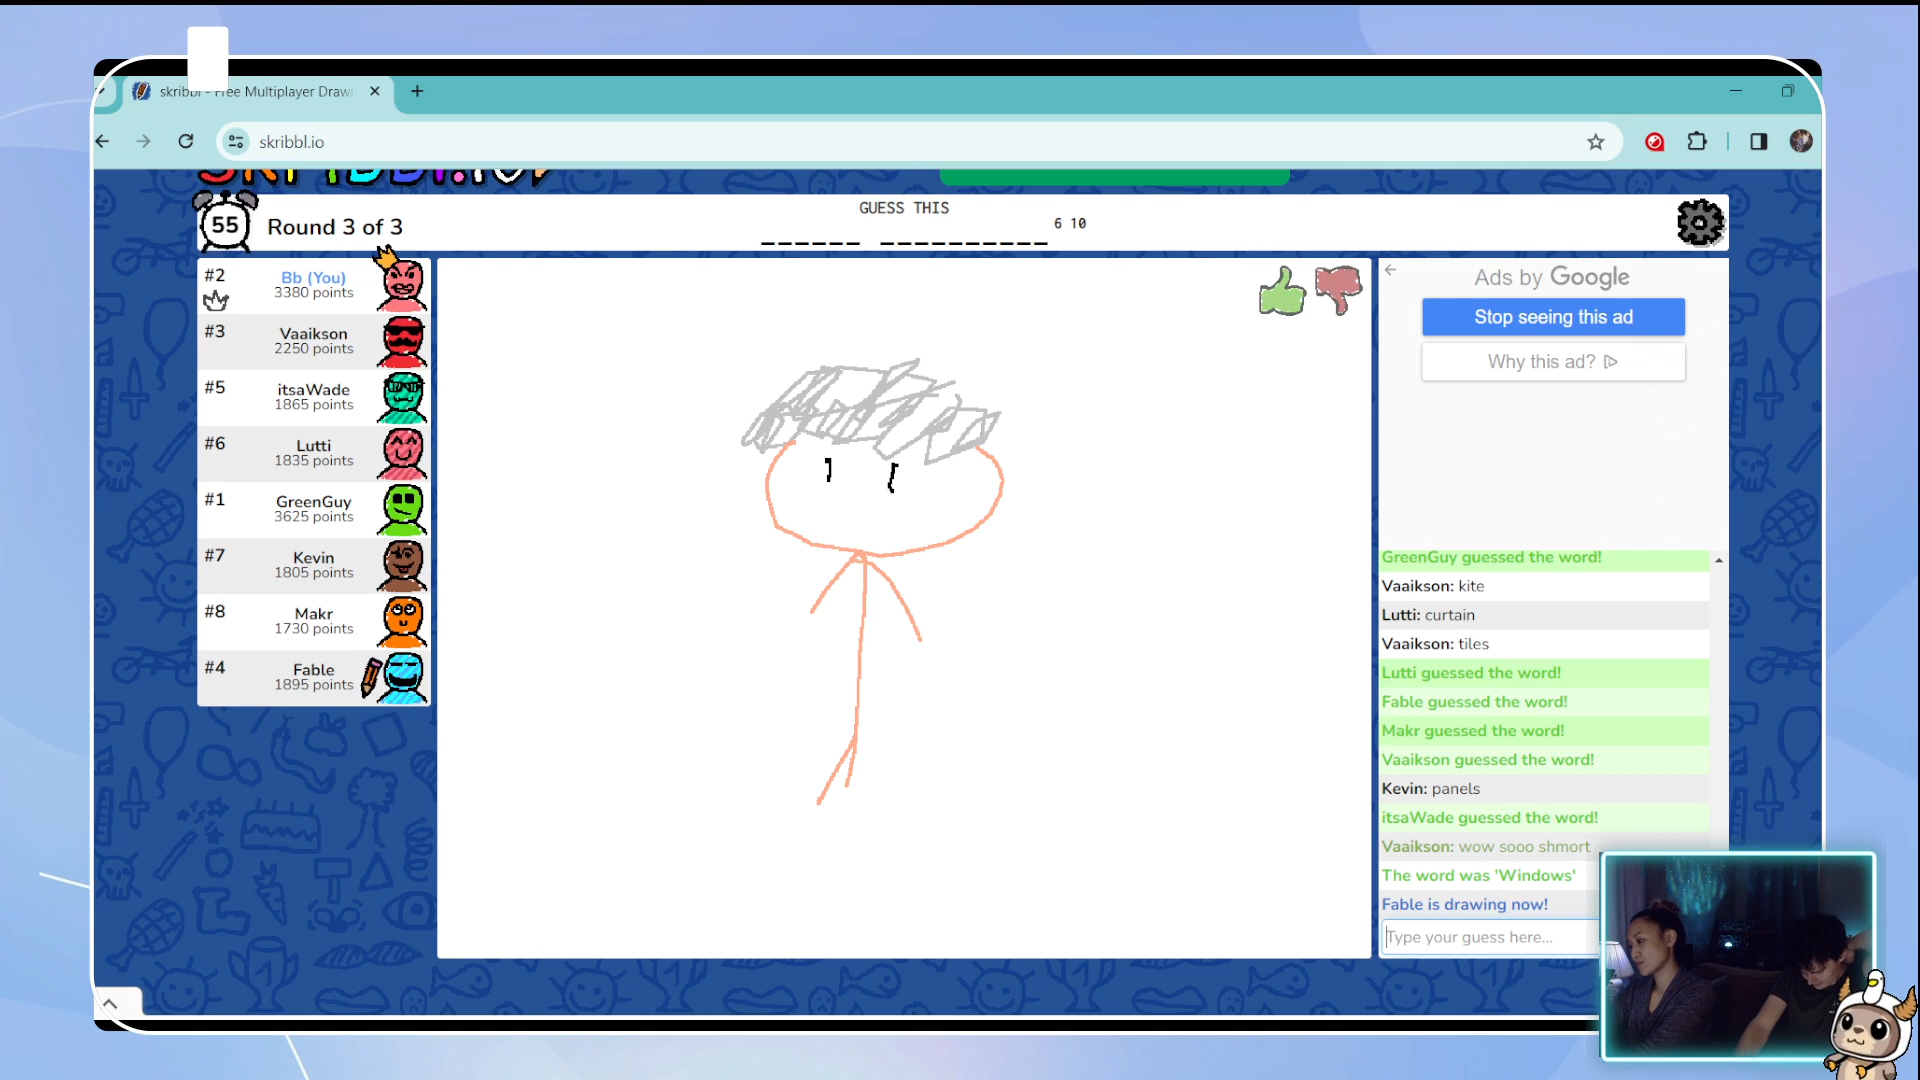 skribbl - Free Multiplayer Drawi
skribbl.io
55
Round 3 of 3
GUESS THIS
______ __________ 6 10
#2
Bb (You)
3380 points
#3
Vaaikson
2250 points
#5
itsaWade
1865 points
#6
Lutti
1835 points
#1
GreenGuy
3625 points
#7
Kevin
1805 points
#8
Makr
1730 points
#4
Fable
1895 points
Ads by Google
Stop seeing this ad
Why this ad?
GreenGuy guessed the word!
Vaaikson: kite
Lutti: curtain
Vaaikson: tiles
Lutti guessed the word!
Fable guessed the word!
Makr guessed the word!
Vaaikson guessed the word!
Kevin: panels
itsaWade guessed the word!
Vaaikson: wow sooo shmort
The word was 'Windows'
Fable is drawing now!
Type your guess here...